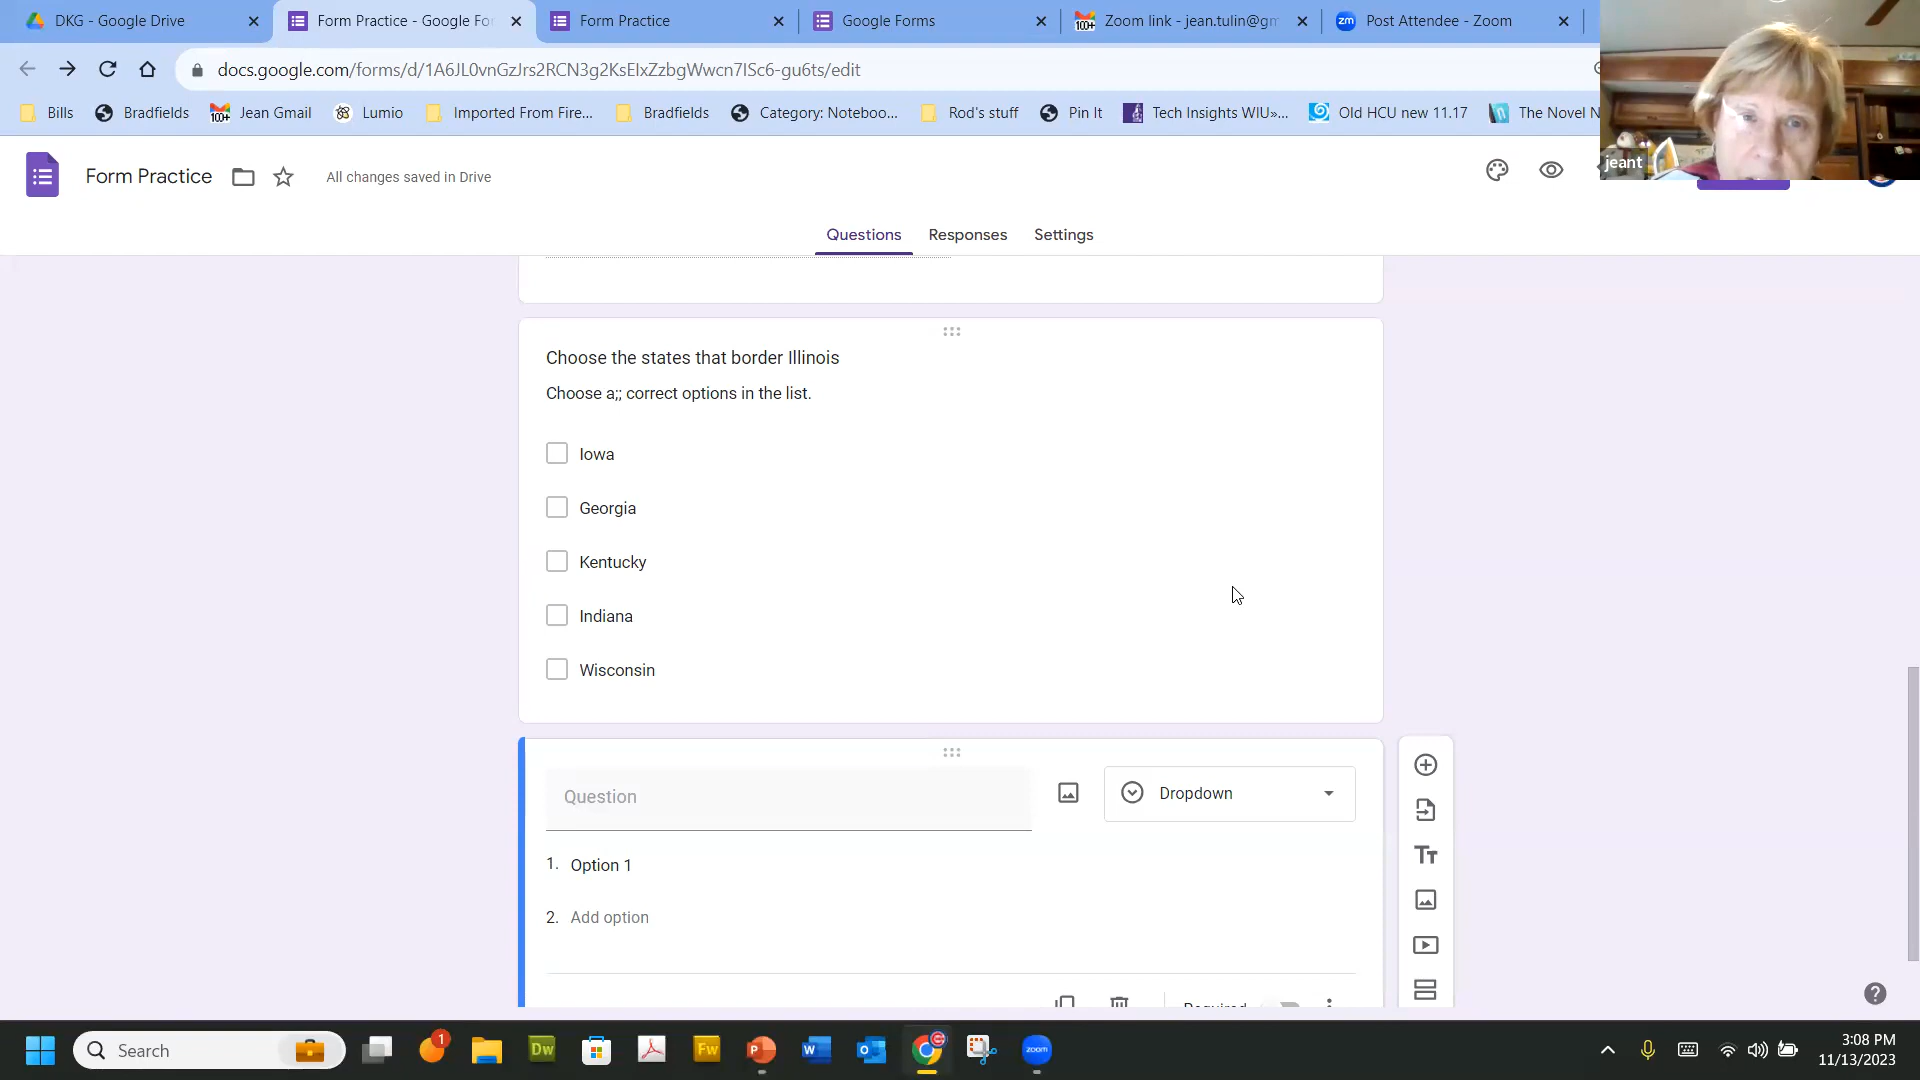 DKG - Google Drive
Form Practice - Google Fo
Form Practice
Google Forms
Zoom link - jean.tulin@gm
Post Attendee - Zoom
docs.google.com/forms/d/1A6JL0vnGzJrs2RCN3g2KsEIxZzbgWwcn7ISc6-gu6ts/edit
Bills
Bradfields
Jean Gmail
Lumio
Imported From Fire...
Bradfields
Category: Noteboo...
Rod's stuff
Pin It
Tech Insights WIU»...
Old HCU new 11.17
The Novel N
jeant
Form Practice
All changes saved in Drive
Questions
Responses
Settings
Choose the states that border Illinois
Choose a;; correct options in the list.
Iowa
Georgia
Kentucky
Indiana
Wisconsin
Question
Dropdown
1. Option 1
2. Add option
Required
Search
3:08 PM
11/13/2023